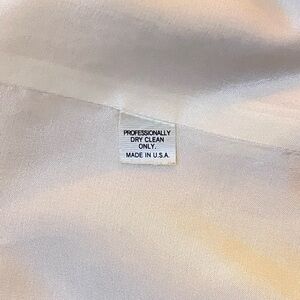 PROFESSIONALLY
DRY CLEAN
ONLY.
MADE IN U.S.A.